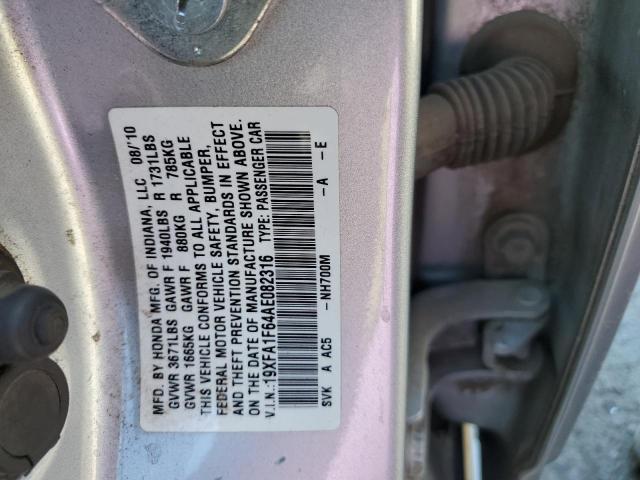 MFD. BY HONDA MFG. OF INDIANA, LLC 08/'10
GVWR 3671LBS GAWR F 1940LBS R 1731LBS
GVWR 1665KG GAWR F 880KG R 785KG
THIS VEHICLE CONFORMS TO ALL APPLICABLE
FEDERAL MOTOR VEHICLE SAFETY, BUMPER,
AND THEFT PREVENTION STANDARDS IN EFFECT
ON THE DATE OF MANUFACTURE SHOWN ABOVE.
V.I.N.:19XFA1F64AE082316 TYPE: PASSENGER CAR
SVK A AC5 –NH700M –A –E